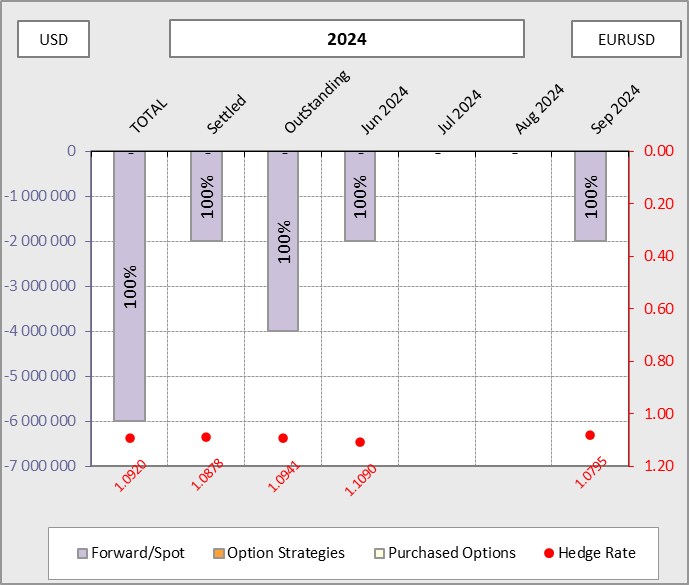 USD
2024
EURUSD
TOTAL
Settled
OutStanding
Jun 2024
Jul 2024
Aug 2024
Sep 2024
0
-1 000 000
-2 000 000
-3 000 000
-4 000 000
-5 000 000
-6 000 000
-7 000 000
100%
100%
100%
100%
100%
0.00
0.20
0.40
0.60
0.80
1.00
1.20
1.0920
1.0878
1.0941
1.1090
1.0795
Forward/Spot
Option Strategies
Purchased Options
Hedge Rate